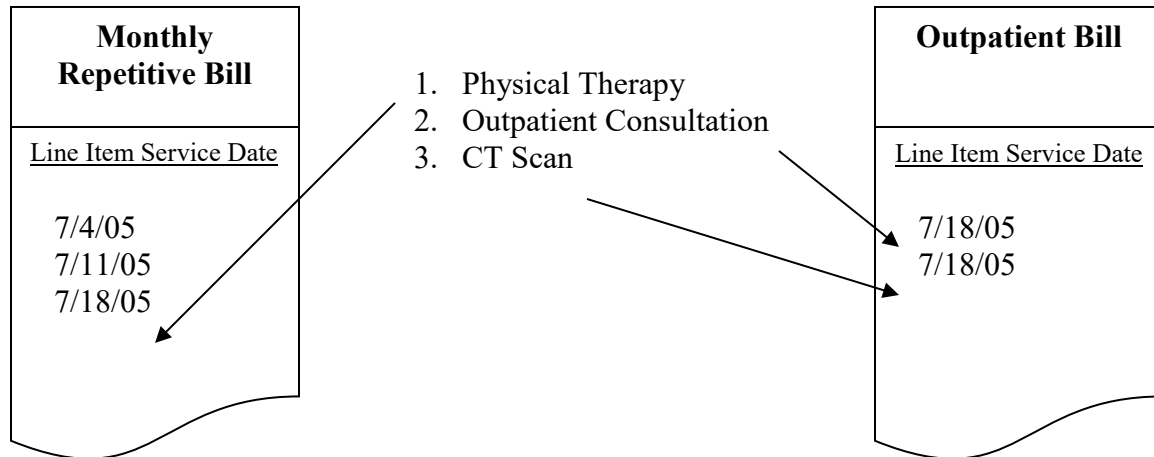 Monthly
Repetitive Bill
Line Item Service Date
7/4/05
7/11/05
7/18/05
1. Physical Therapy
2. Outpatient Consultation
3. CT Scan
Outpatient Bill
Line Item Service Date
7/18/05
7/18/05